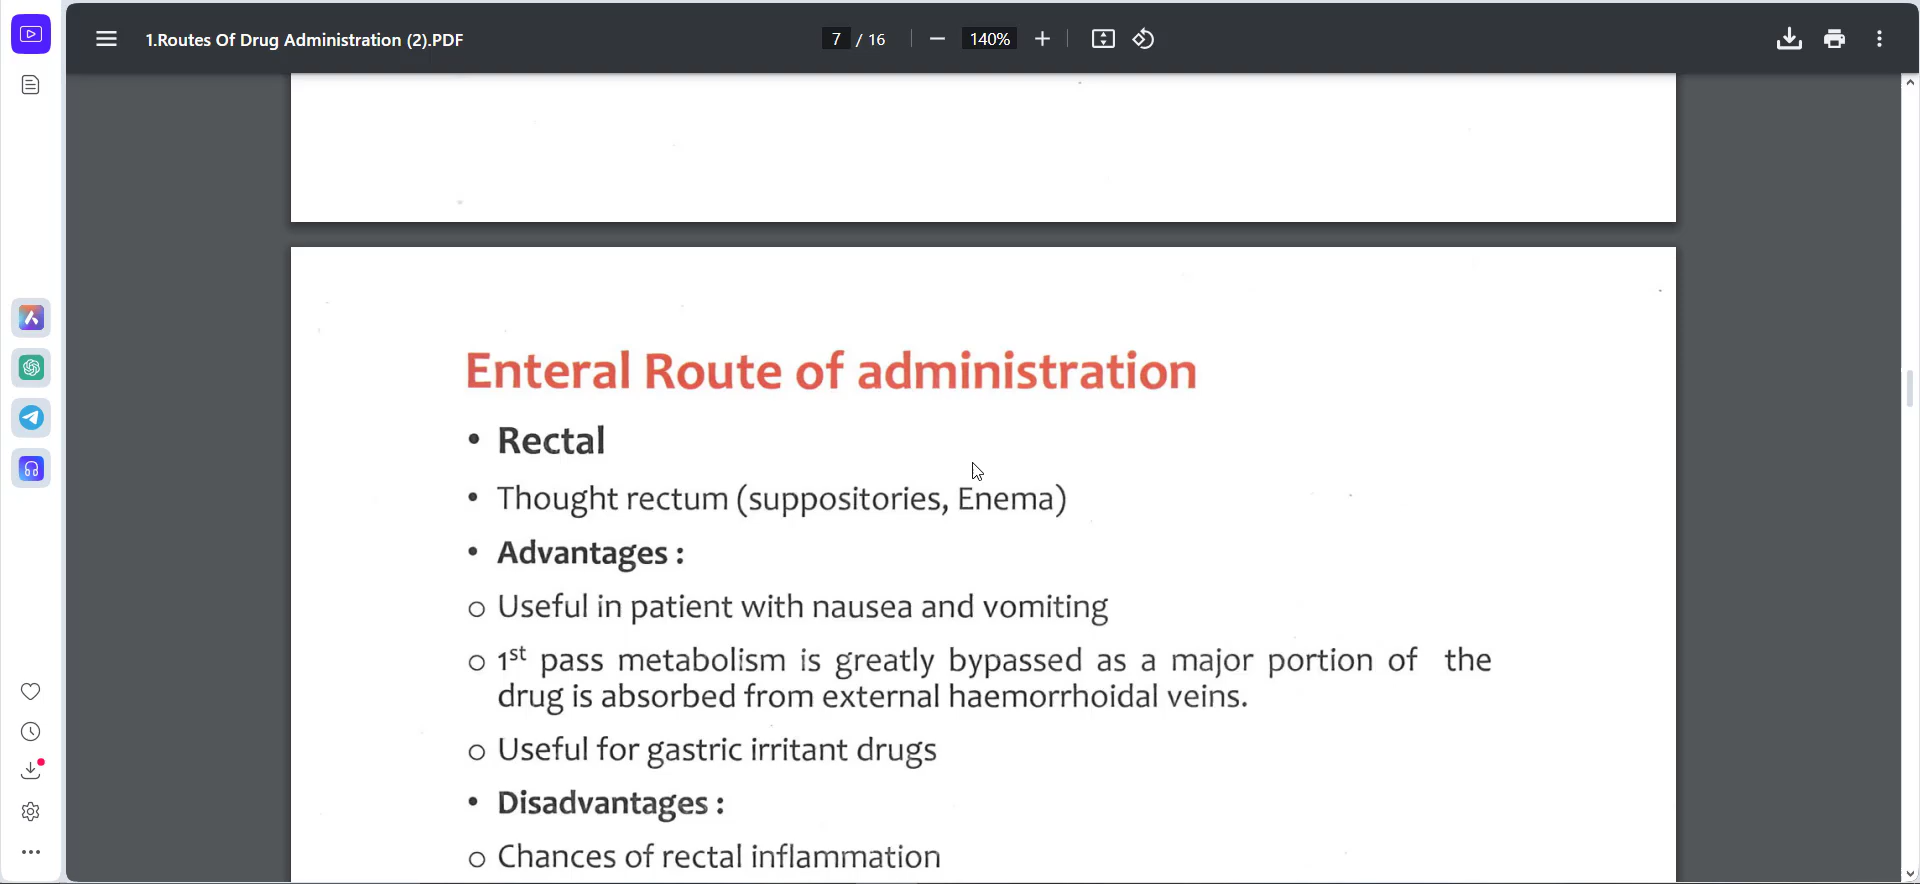 1.Routes Of Drug Administration (2).PDF
7 / 16
140%
Enteral Route of administration
• Rectal
• Thought rectum (suppositories, Enema)
• Advantages :
o Useful in patient with nausea and vomiting
o 1st pass metabolism is greatly bypassed as a major portion of the
drug is absorbed from external haemorrhoidal veins.
o Useful for gastric irritant drugs
• Disadvantages :
o Chances of rectal inflammation